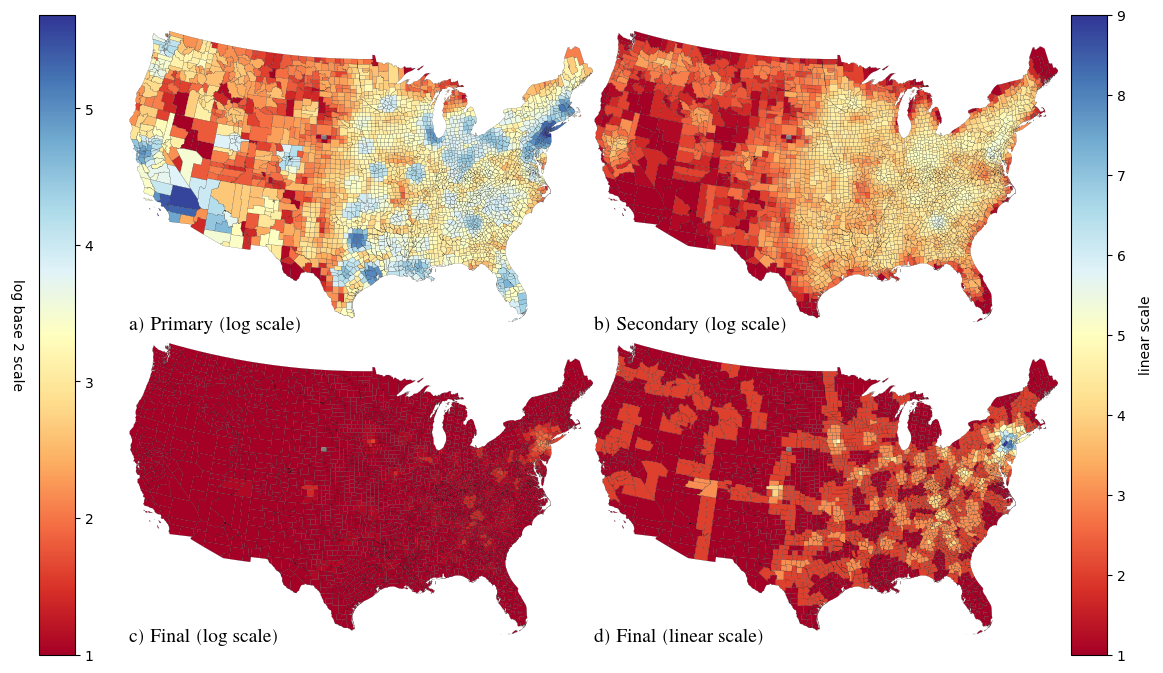 5
4
3
2
1
log base 2 scale
a) Primary (log scale)
b) Secondary (log scale)
c) Final (log scale)
d) Final (linear scale)
9
8
7
6
5
4
3
2
1
linear scale